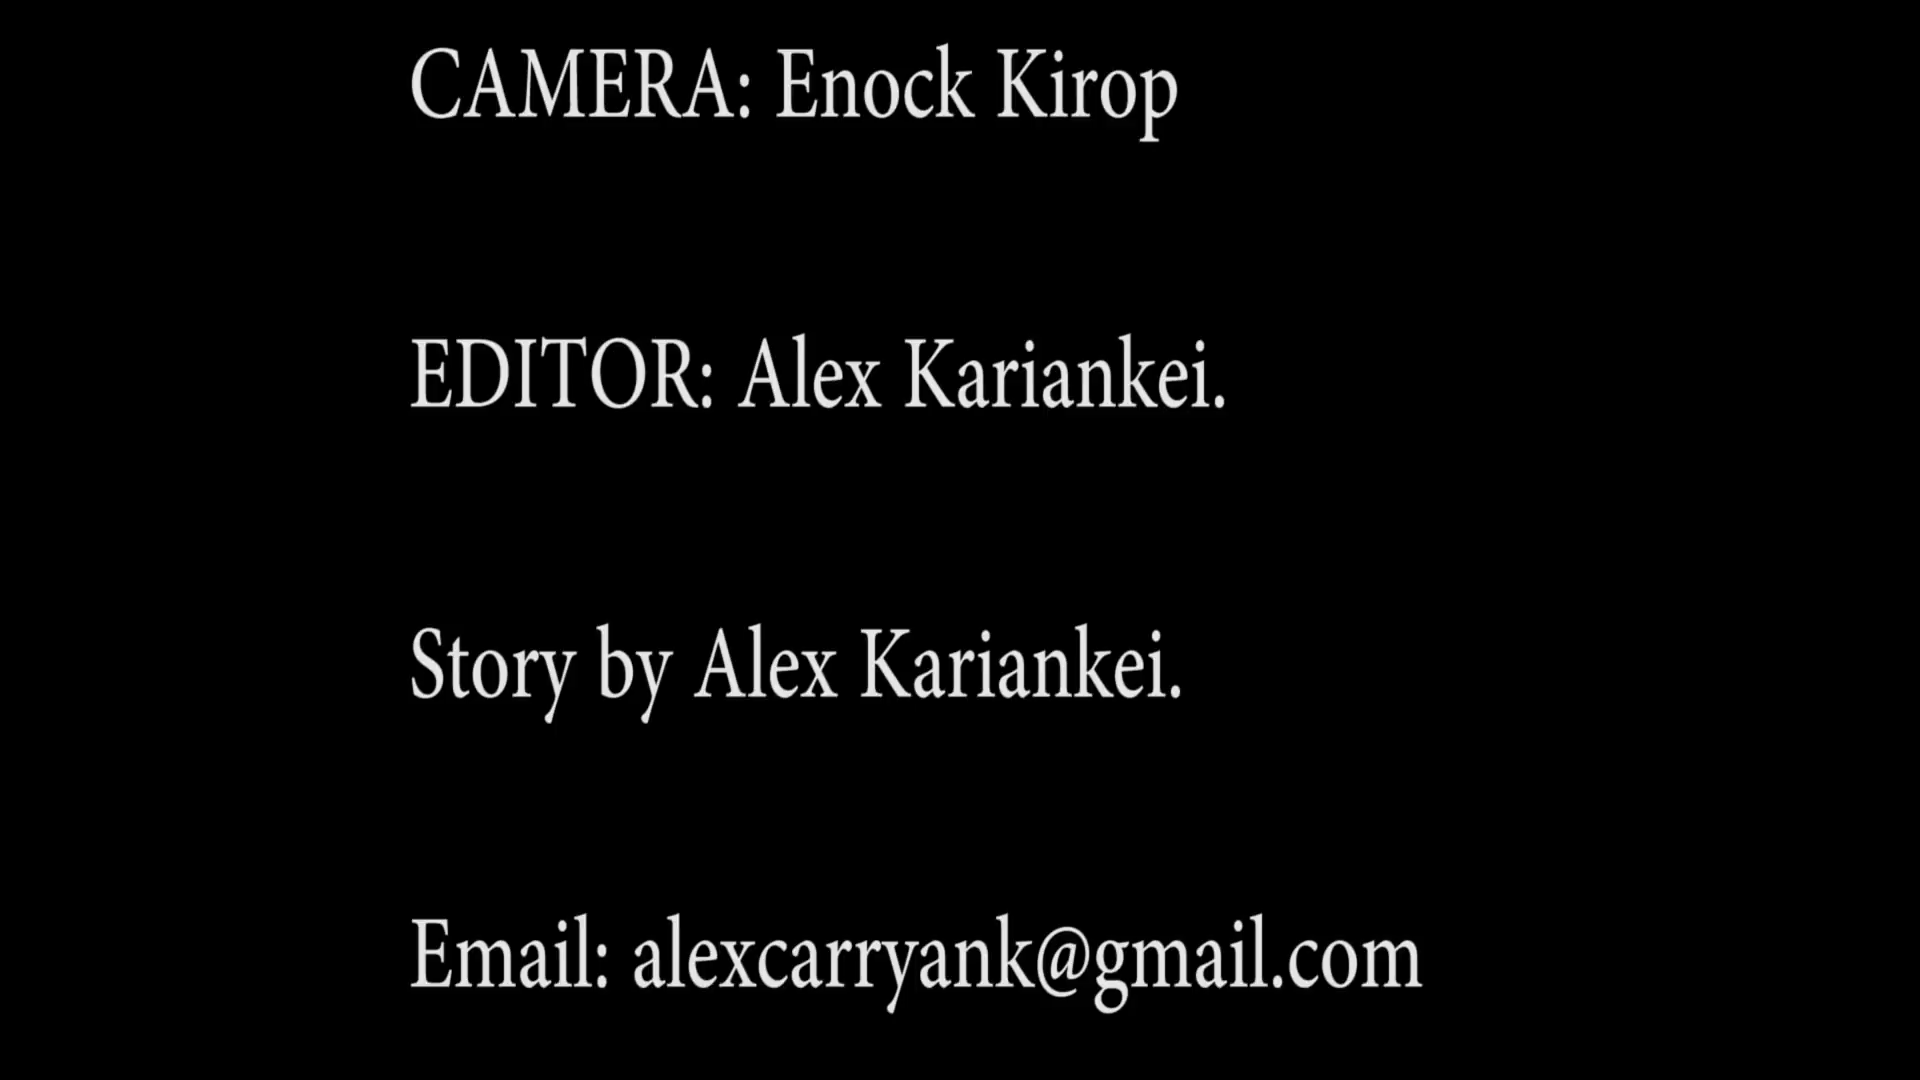 CAMERA: Enock Kirop
EDITOR: Alex Kariankei.
Story by Alex Kariankei.
Email: alexcarryank@gmail.com